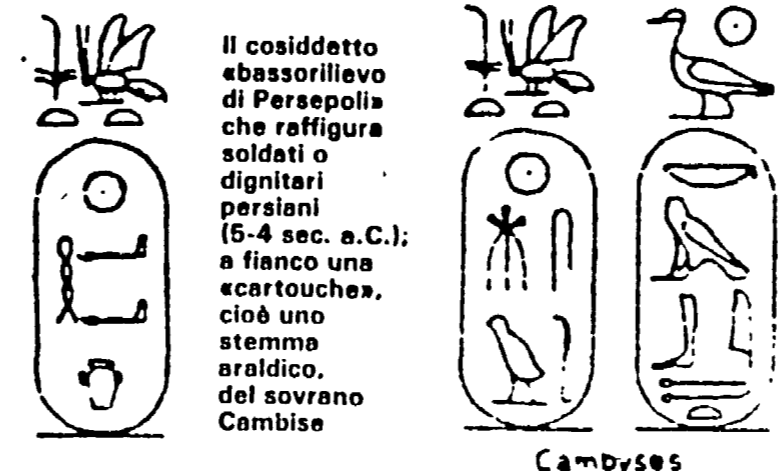 Il cosiddetto
«bassorilievo
di Persepoli»
che raffigura
soldati o
dignitari
persiani
(5-4 sec. a.C.);
a fianco una
«cartouche»,
cioè uno
stemma
araldico,
del sovrano
Cambise
Cambyses